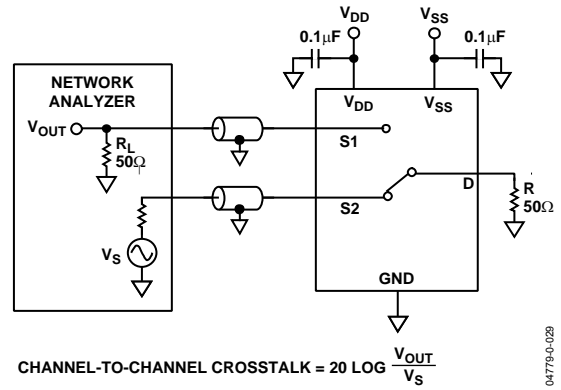 V_DD
V_SS
0.1μF
0.1μF
NETWORK
ANALYZER
V_DD
V_SS
V_OUT
R_L
50Ω
S1
S2
D
R
50Ω
V_S
GND
CHANNEL-TO-CHANNEL CROSSTALK = 20 LOG V_OUT / V_S
04779-0-029